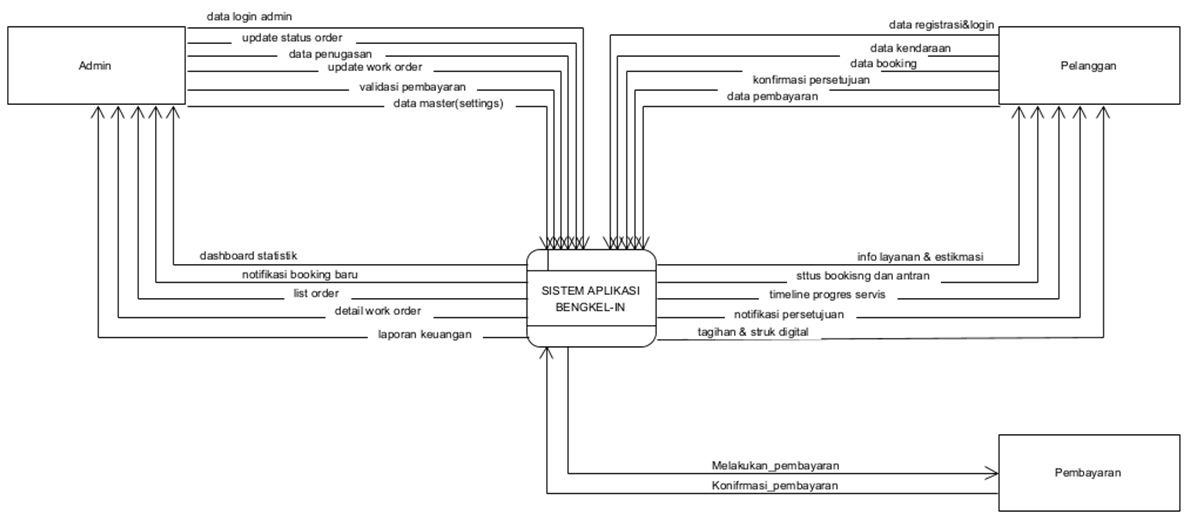 data login admin
update status order
data penugasan
update work order
validasi pembayaran
data master(settings)
Admin
data registrasi&login
data kendaraan
data booking
konfirmasi persetujuan
data pembayaran
Pelanggan
dashboard statistik
notifikasi booking baru
list order
detail work order
laporan keuangan
SISTEM APLIKASI
BENGKEL-IN
info layanan & estikmasi
sttus bookisng dan antran
timeline progres servis
notifikasi persetujuan
tagihan & struk digital
Melakukan_pembayaran
Konifrmasi_pembayaran
Pembayaran